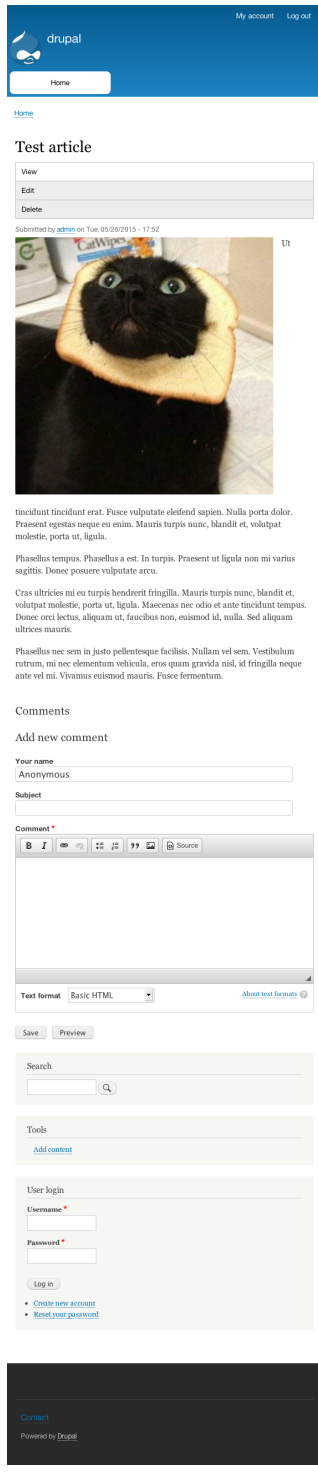 My account Log out
drupal
Home
Home
Test article
View
Edit
Delete
Submitted by admin on Tue, 05/26/2015 - 17:52
CatWipes
Ut
tincidunt tincidunt erat. Fusce vulputate eleifend sapien. Nulla porta dolor.
Praesent egestas neque eu enim. Mauris turpis nunc, blandit et, volutpat
molestie, porta ut, ligula.
Phasellus tempus. Phasellus a est. In turpis. Praesent ut ligula non mi varius
sagittis. Donec posuere vulputate arcu.
Cras ultricies mi eu turpis hendrerit fringilla. Mauris turpis nunc, blandit et,
volutpat molestie, porta ut, ligula. Maecenas nec odio et ante tincidunt tempus.
Donec orci lectus, aliquam ut, faucibus non, euismod id, nulla. Sed aliquam
ultrices mauris.
Phasellus nec sem in justo pellentesque facilisis. Nullam vel sem. Vestibulum
rutrum, mi nec elementum vehicula, eros quam gravida nisl, id fringilla neque
ante vel mi. Vivamus euismod mauris. Fusce fermentum.
Comments
Add new comment
Your name
Anonymous
Subject
Comment *
B I Source
Text format Basic HTML About text formats ?
Save Preview
Search
Tools
Add content
User login
Username *
Password *
Log in
Create new account
Reset your password
Contact
Powered by Drupal